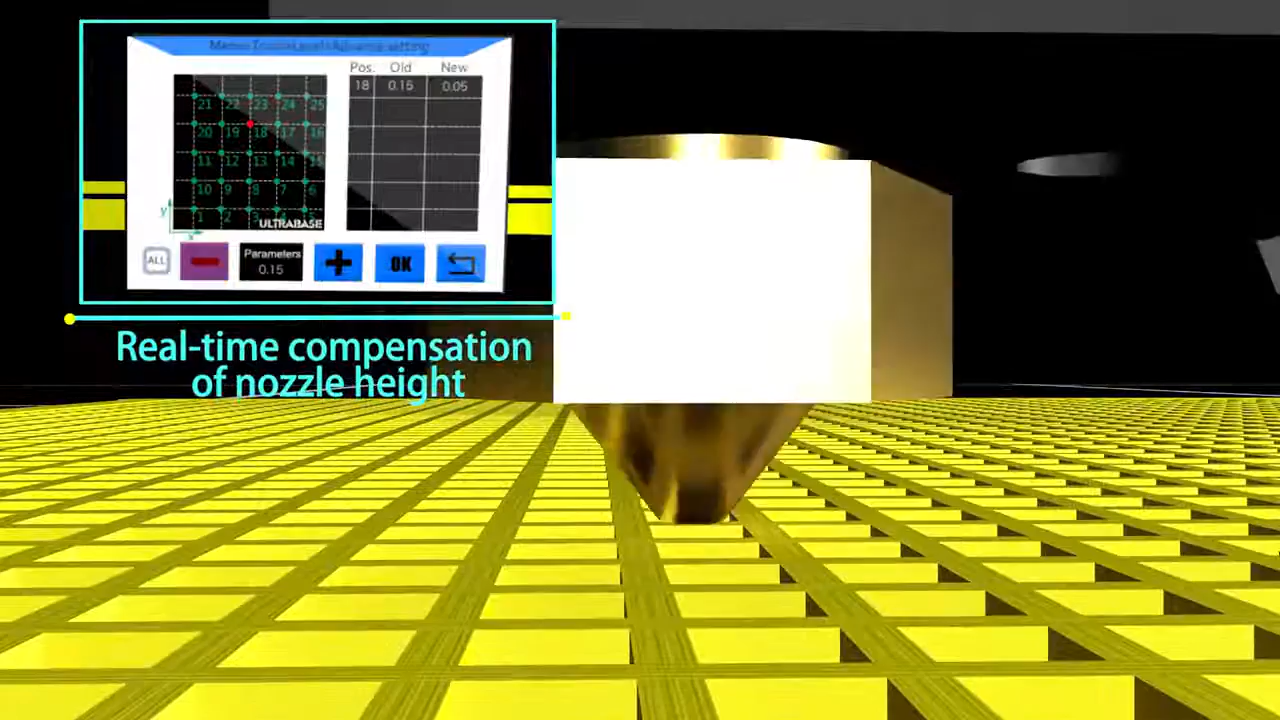 Pos. Old New
18 0.15 0.05
21 22 23 24 25
20 19 18 17 16
11 12 13 14 15
10 9 8 7 6
1 2 3 4 5
ULTRABASE
y
x
ALL
Parameters
0.15
OK
Real-time compensation
of nozzle height